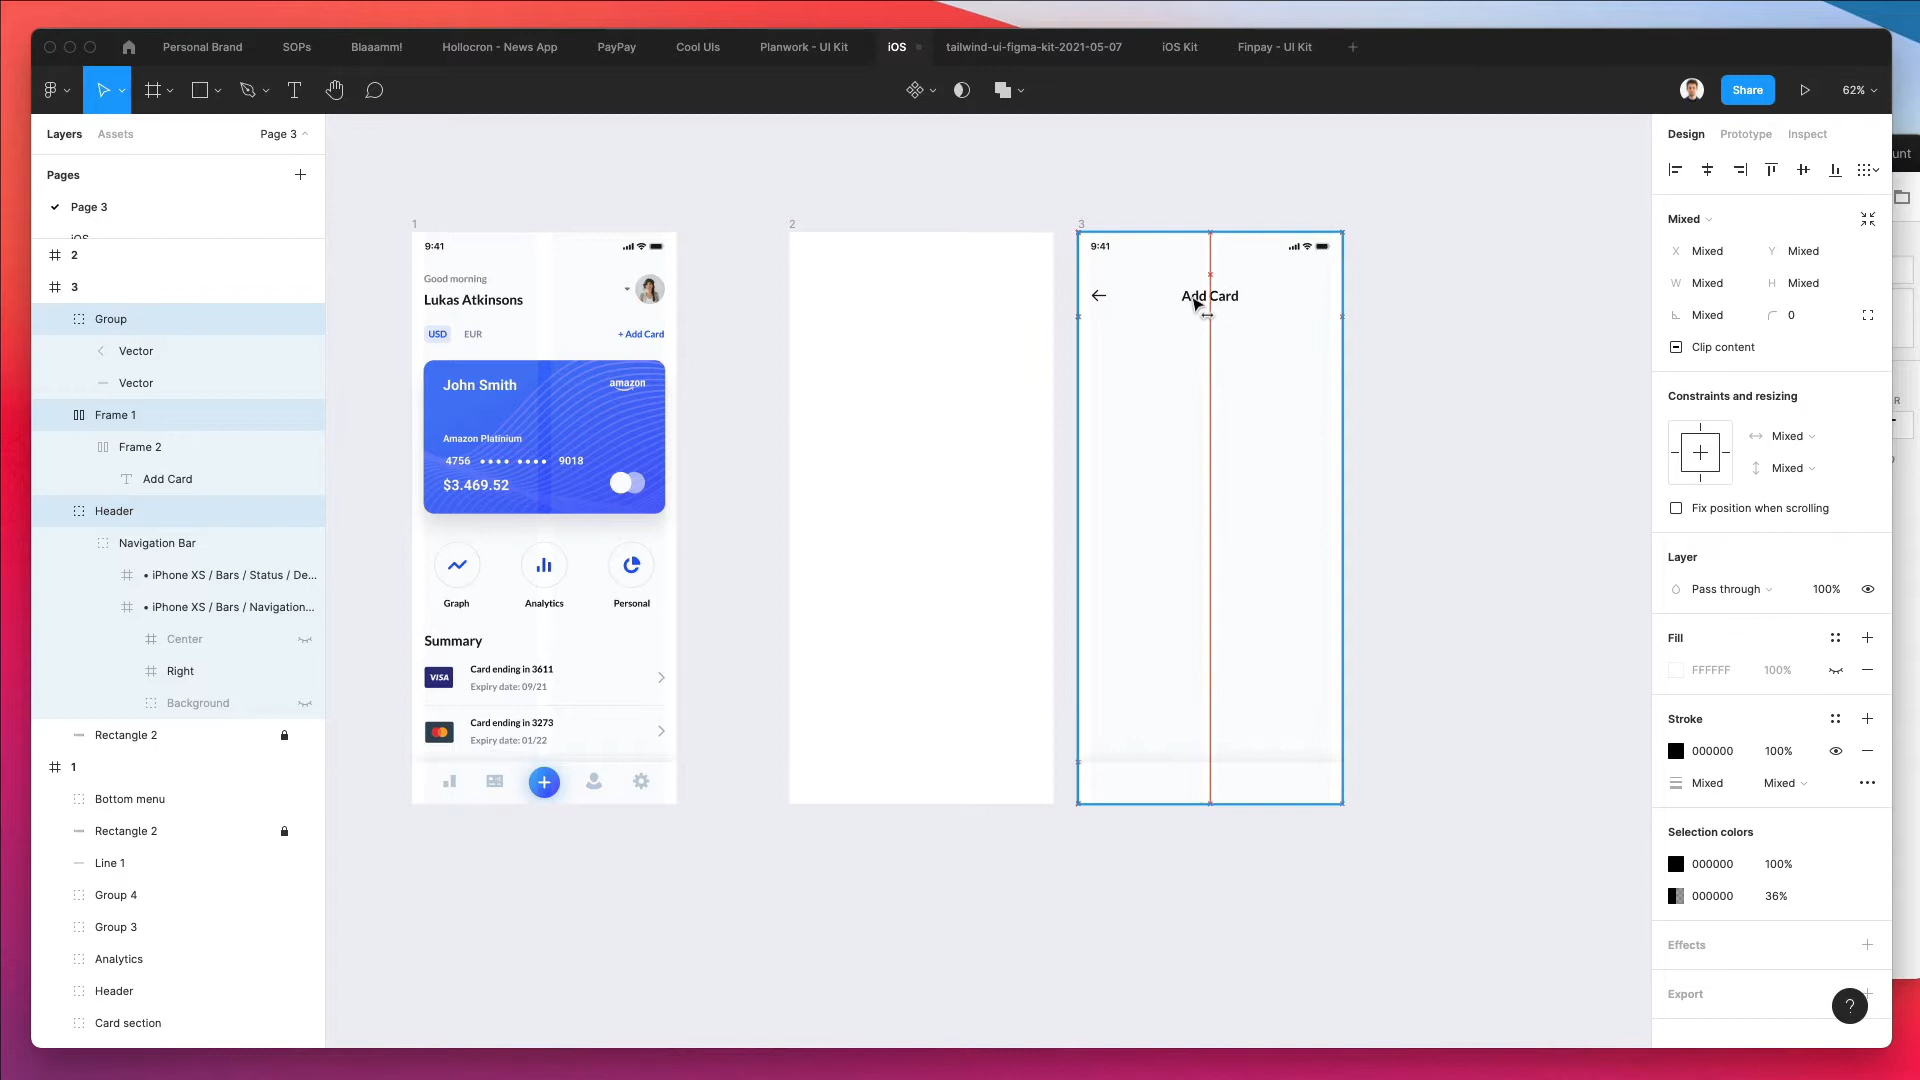 Personal Brand
SOPs
Blaaamm!
Hollocron - News App
PayPay
Cool UIs
Planwork - UI Kit
iOS
tailwind-ui-figma-kit-2021-05-07
iOS Kit
Finpay - UI Kit
Share
62%
Layers
Assets
Page 3
Pages
Page 3
iOS
2
3
Group
Vector
Vector
Frame 1
Frame 2
Add Card
Header
Navigation Bar
• iPhone XS / Bars / Status / De...
• iPhone XS / Bars / Navigation...
Center
Right
Background
Rectangle 2
1
Bottom menu
Rectangle 2
Line 1
Group 4
Group 3
Analytics
Header
Card section
1
9:41
Good morning
Lukas Atkinsons
USD
EUR
+ Add Card
John Smith
amazon
Amazon Platinium
4756 •••• •••• 9018
$3.469.52
Graph
Analytics
Personal
Summary
VISA
Card ending in 3611
Expiry date: 09/21
Card ending in 3273
Expiry date: 01/22
2
3
9:41
Add Card
Design
Prototype
Inspect
Mixed
X Mixed
Y Mixed
W Mixed
H Mixed
Mixed
0
Clip content
Constraints and resizing
Mixed
Mixed
Fix position when scrolling
Layer
Pass through
100%
Fill
FFFFFF
100%
Stroke
000000
100%
Mixed
Mixed
Selection colors
000000
100%
000000
36%
Effects
Export
?
unt
R